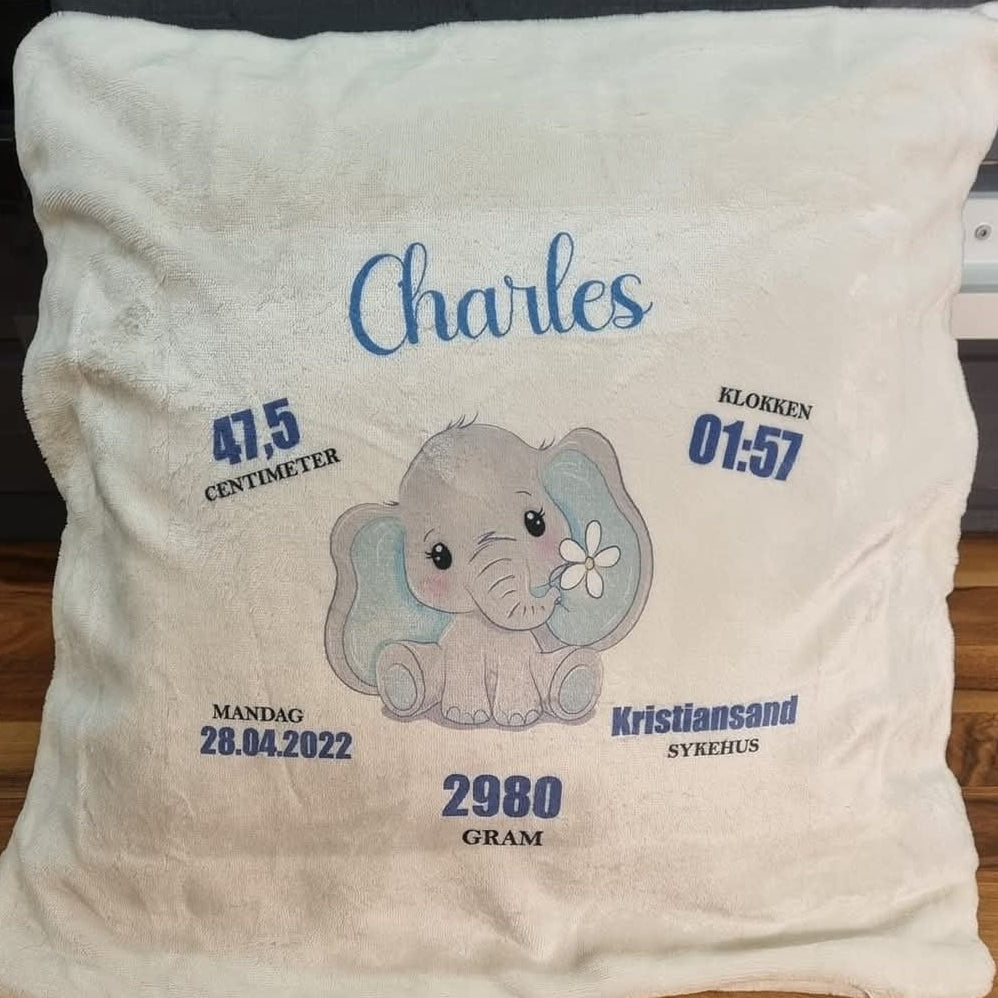 Charles
47,5
CENTIMETER
KLOKKEN
01:57
MANDAG
28.04.2022
Kristiansand
SYKEHUS
2980
GRAM